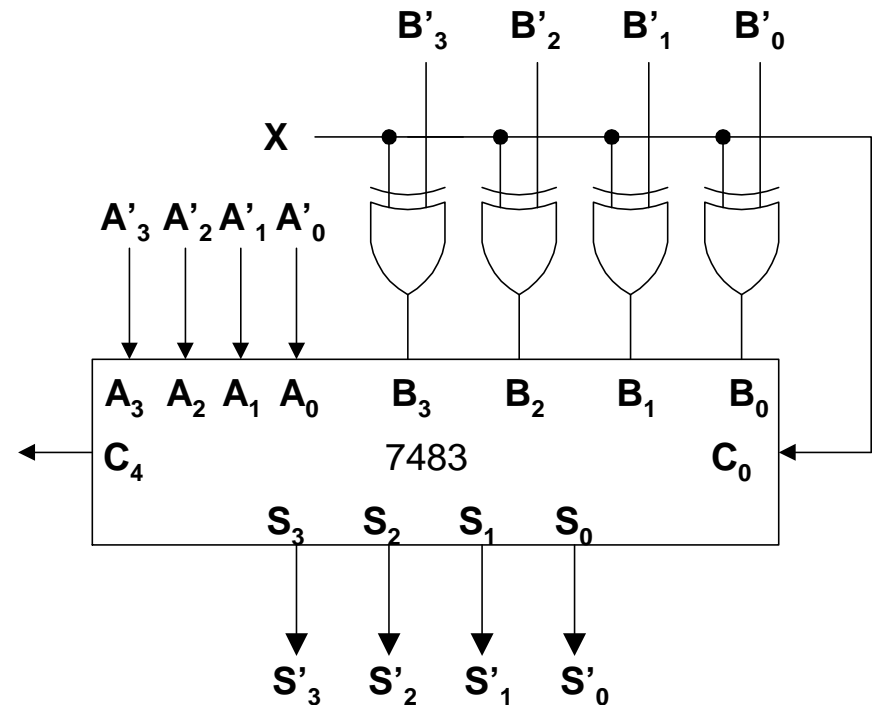 B’3 B’2 B’1 B’0
X
A’3 A’2 A’1 A’0
A3 A2 A1 A0 B3 B2 B1 B0
C4 7483 C0
S3 S2 S1 S0
S’3 S’2 S’1 S’0